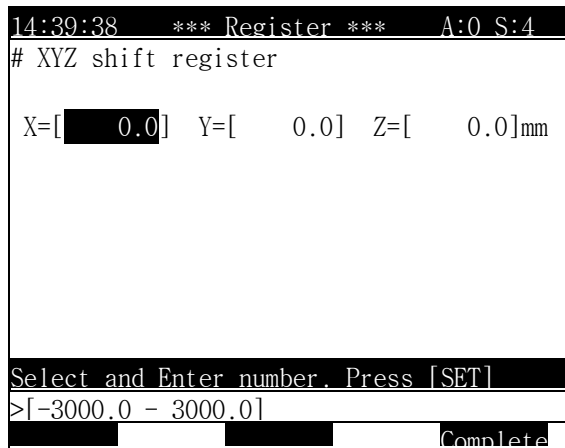 14:39:38 *** Register *** A:0 S:4
# XYZ shift register
X=[ 0.0] Y=[ 0.0] Z=[ 0.0]mm
Select and Enter number. Press [SET]
>[-3000.0 - 3000.0]
Complete